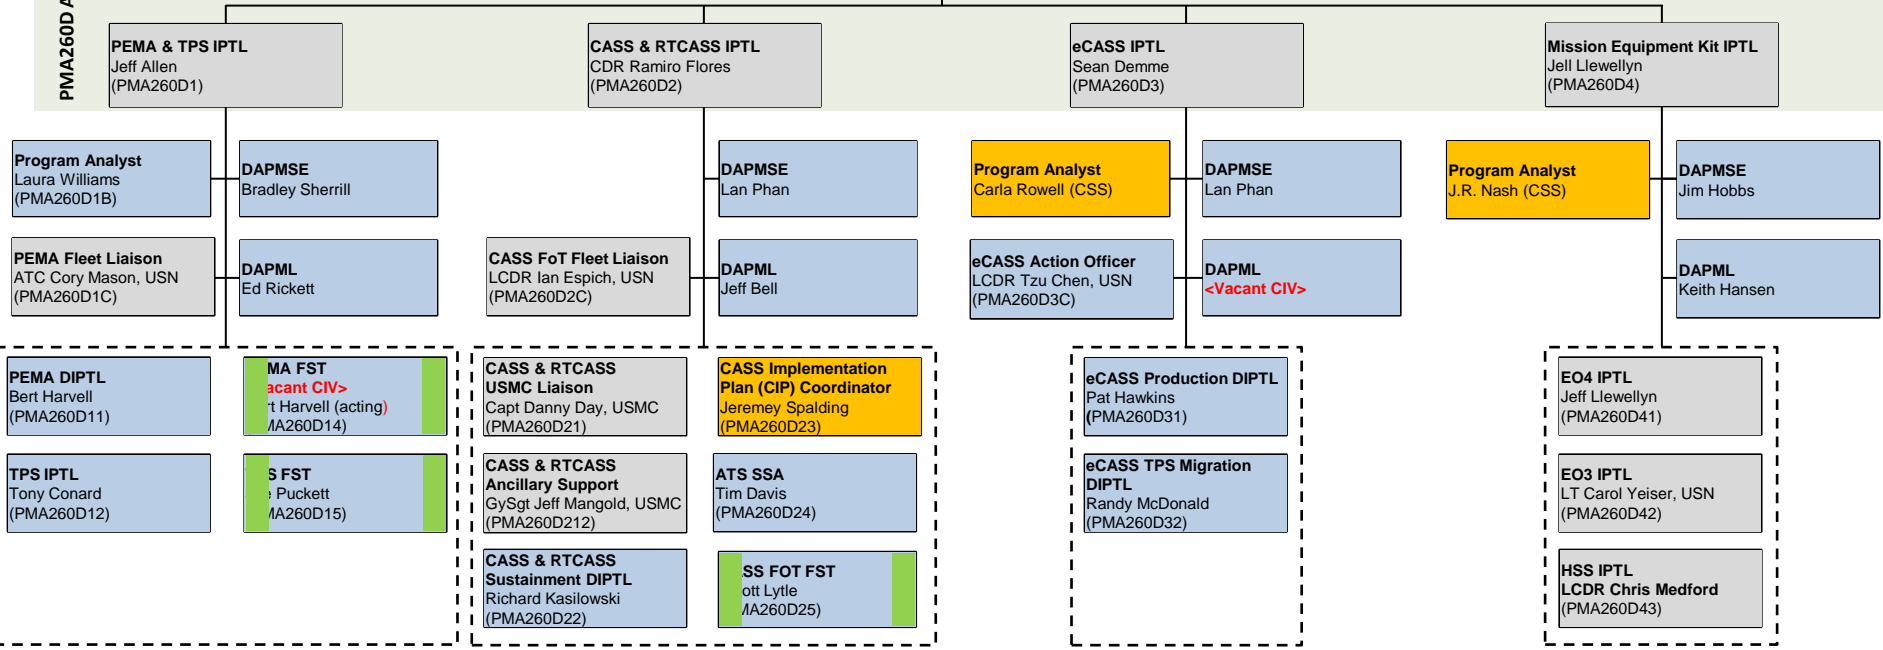 PMA260D A
PEMA & TPS IPTL
Jeff Allen
(PMA260D1)
CASS & RTCASS IPTL
CDR Ramiro Flores
(PMA260D2)
eCASS IPTL
Sean Demme
(PMA260D3)
Mission Equipment Kit IPTL
Jell Llewellyn
(PMA260D4)
Program Analyst
Laura Williams
(PMA260D1B)
DAPMSE
Bradley Sherrill
DAPMSE
Lan Phan
Program Analyst
Carla Rowell (CSS)
DAPMSE
Lan Phan
Program Analyst
J.R. Nash (CSS)
DAPMSE
Jim Hobbs
PEMA Fleet Liaison
ATC Cory Mason, USN
(PMA260D1C)
DAPML
Ed Rickett
CASS FoT Fleet Liaison
LCDR Ian Espich, USN
(PMA260D2C)
DAPML
Jeff Bell
eCASS Action Officer
LCDR Tzu Chen, USN
(PMA260D3C)
DAPML
<Vacant CIV>
DAPML
Keith Hansen
PEMA DIPTL
Bert Harvell
(PMA260D11)
MA FST
acant CIV>
rt Harvell (acting)
MA260D14)
TPS IPTL
Tony Conard
(PMA260D12)
S FST
e Puckett
MA260D15)
CASS & RTCASS
USMC Liaison
Capt Danny Day, USMC
(PMA260D21)
CASS Implementation
Plan (CIP) Coordinator
Jeremey Spalding
(PMA260D23)
CASS & RTCASS
Ancillary Support
GySgt Jeff Mangold, USMC
(PMA260D212)
ATS SSA
Tim Davis
(PMA260D24)
CASS & RTCASS
Sustainment DIPTL
Richard Kasilowski
(PMA260D22)
SS FOT FST
ott Lytle
MA260D25)
eCASS Production DIPTL
Pat Hawkins
(PMA260D31)
eCASS TPS Migration
DIPTL
Randy McDonald
(PMA260D32)
EO4 IPTL
Jeff Llewellyn
(PMA260D41)
EO3 IPTL
LT Carol Yeiser, USN
(PMA260D42)
HSS IPTL
LCDR Chris Medford
(PMA260D43)